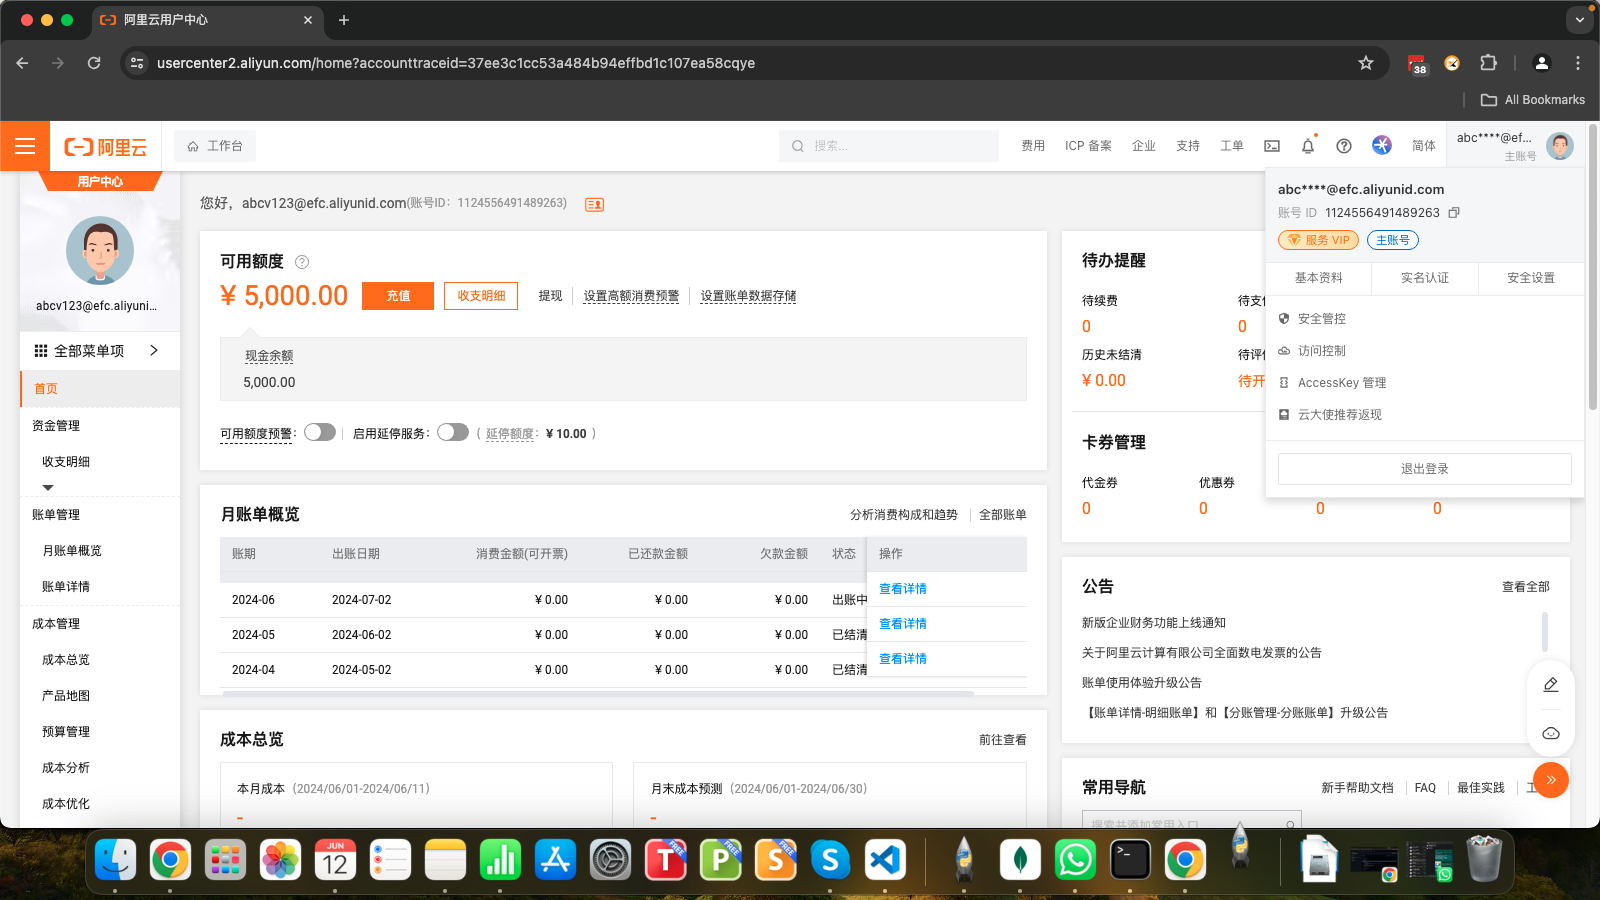 阿里云用户中心
usercenter2.aliyun.com/home?accounttraceid=37ee3c1cc53a484b94effbd1c107ea58cqye
38
All Bookmarks
阿里云
工作台
搜索...
费用
ICP 备案
企业
支持
工单
简体
abc****@ef...
主账号
用户中心
abcv123@efc.aliyuni...
全部菜单项
首页
资金管理
收支明细
账单管理
月账单概览
账单详情
成本管理
成本总览
产品地图
预算管理
成本分析
成本优化
您好，abcv123@efc.aliyunid.com(账号ID：1124556491489263)
可用额度
¥ 5,000.00
充值
收支明细
提现
设置高额消费预警
设置账单数据存储
现金余额
5,000.00
可用额度预警：
启用延停服务：
( 延停额度： ¥ 10.00 )
月账单概览
分析消费构成和趋势
全部账单
账期 出账日期 消费金额(可开票) 已还款金额 欠款金额 状态 操作
2024-06 2024-07-02 ¥ 0.00 ¥ 0.00 ¥ 0.00 出账中 查看详情
2024-05 2024-06-02 ¥ 0.00 ¥ 0.00 ¥ 0.00 已结清 查看详情
2024-04 2024-05-02 ¥ 0.00 ¥ 0.00 ¥ 0.00 已结清 查看详情
成本总览
前往查看
本月成本 (2024/06/01-2024/06/11)
-
月末成本预测 (2024/06/01-2024/06/30)
-
待办提醒
待续费
0
待支
0
历史未结清
¥ 0.00
待评
待开
卡券管理
代金券
0
优惠券
0
0
0
abc****@efc.aliyunid.com
账号 ID 1124556491489263
服务 VIP
主账号
基本资料
实名认证
安全设置
安全管控
访问控制
AccessKey 管理
云大使推荐返现
退出登录
公告
查看全部
新版企业财务功能上线通知
关于阿里云计算有限公司全面数电发票的公告
账单使用体验升级公告
【账单详情-明细账单】和【分账管理-分账账单】升级公告
常用导航
新手帮助文档
FAQ
最佳实践
工
搜索并添加常用入口
JUN
12
T
FREE
P
FREE
S
FREE
S
>_